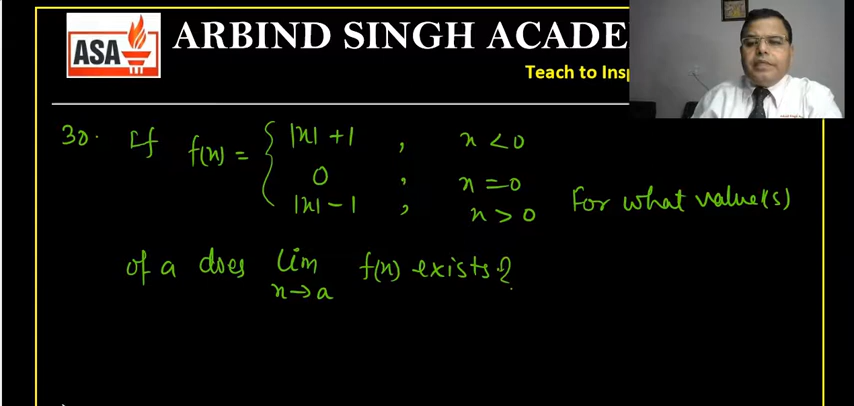 ASA
ARBIND SINGH ACADE
Teach to Insp
30. If f(x) = { |x| + 1 , x < 0
0 , x = 0
|x| - 1 , x > 0 For what value(s)
of a does lim f(x) exists?
x → a